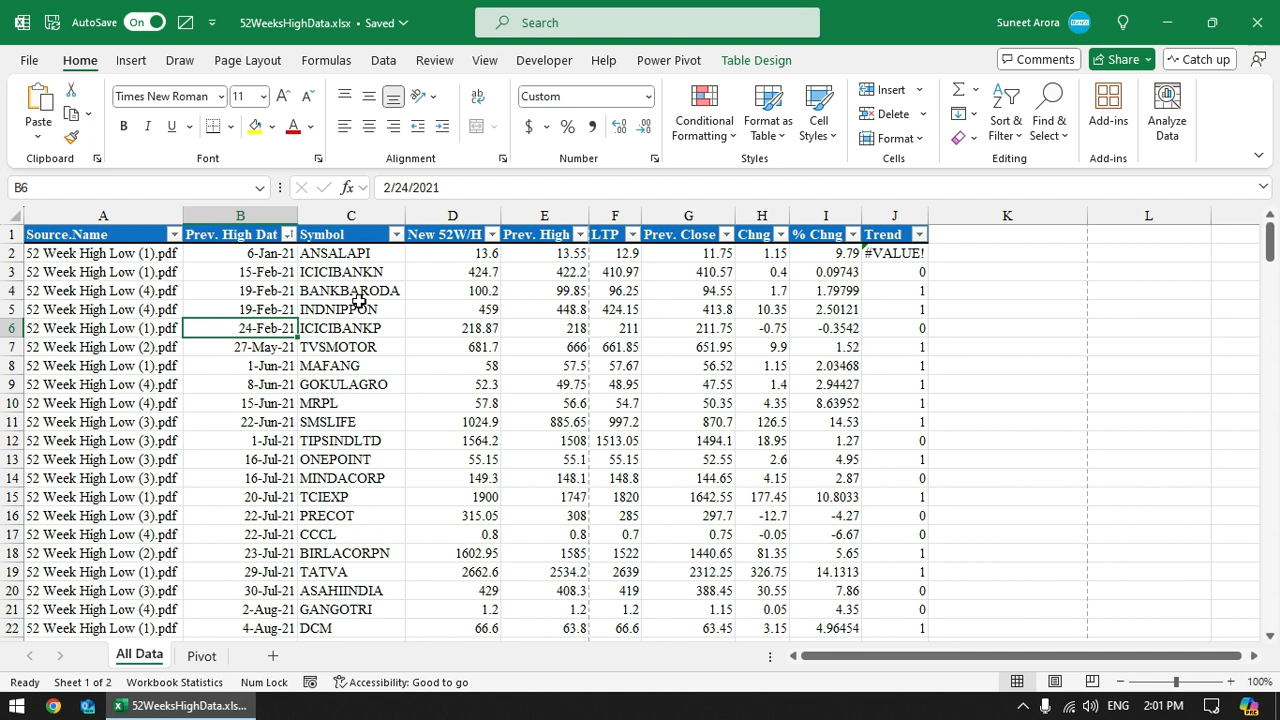 AutoSave On 52WeeksHighData.xlsx • Saved Search Suneet Arora
File Home Insert Draw Page Layout Formulas Data Review View Developer Help Power Pivot Table Design Comments Share Catch up
Paste Times New Roman 11 Custom Conditional Formatting Format as Table Cell Styles Insert Delete Format Sort & Filter Find & Select Add-ins Analyze Data
Clipboard Font Alignment Number Styles Cells Editing Add-ins
B6 fx 2/24/2021
A B C D E F G H I J K L
1 Source.Name Prev. High Dat Symbol New 52W/H Prev. High LTP Prev. Close Chng % Chng Trend
2 52 Week High Low (1).pdf 6-Jan-21 ANSALAPI 13.6 13.55 12.9 11.75 1.15 9.79 #VALUE!
3 52 Week High Low (1).pdf 15-Feb-21 ICICIBANKN 424.7 422.2 410.97 410.57 0.4 0.09743 0
4 52 Week High Low (4).pdf 19-Feb-21 BANKBARODA 100.2 99.85 96.25 94.55 1.7 1.79799 1
5 52 Week High Low (4).pdf 19-Feb-21 INDNIPPON 459 448.8 424.15 413.8 10.35 2.50121 1
6 52 Week High Low (1).pdf 24-Feb-21 ICICIBANKP 218.87 218 211 211.75 -0.75 -0.3542 0
7 52 Week High Low (2).pdf 27-May-21 TVSMOTOR 681.7 666 661.85 651.95 9.9 1.52 1
8 52 Week High Low (1).pdf 1-Jun-21 MAFANG 58 57.5 57.67 56.52 1.15 2.03468 1
9 52 Week High Low (4).pdf 8-Jun-21 GOKULAGRO 52.3 49.75 48.95 47.55 1.4 2.94427 1
10 52 Week High Low (4).pdf 15-Jun-21 MRPL 57.8 56.6 54.7 50.35 4.35 8.63952 1
11 52 Week High Low (3).pdf 22-Jun-21 SMSLIFE 1024.9 885.65 997.2 870.7 126.5 14.53 1
12 52 Week High Low (3).pdf 1-Jul-21 TIPSINDLTD 1564.2 1508 1513.05 1494.1 18.95 1.27 0
13 52 Week High Low (3).pdf 16-Jul-21 ONEPOINT 55.15 55.1 55.15 52.55 2.6 4.95 1
14 52 Week High Low (3).pdf 16-Jul-21 MINDACORP 149.3 148.1 148.8 144.65 4.15 2.87 0
15 52 Week High Low (1).pdf 20-Jul-21 TCIEXP 1900 1747 1820 1642.55 177.45 10.8033 1
16 52 Week High Low (3).pdf 22-Jul-21 PRECOT 315.05 308 285 297.7 -12.7 -4.27 0
17 52 Week High Low (4).pdf 22-Jul-21 CCCL 0.8 0.8 0.7 0.75 -0.05 -6.67 0
18 52 Week High Low (2).pdf 23-Jul-21 BIRLACORPN 1602.95 1585 1522 1440.65 81.35 5.65 1
19 52 Week High Low (1).pdf 29-Jul-21 TATVA 2662.6 2534.2 2639 2312.25 326.75 14.1313 1
20 52 Week High Low (3).pdf 30-Jul-21 ASAHIINDIA 429 408.3 419 388.45 30.55 7.86 0
21 52 Week High Low (4).pdf 2-Aug-21 GANGOTRI 1.2 1.2 1.2 1.15 0.05 4.35 0
22 52 Week High Low (1).pdf 4-Aug-21 DCM 66.6 63.8 66.6 63.45 3.15 4.96454 1
All Data Pivot
Ready Sheet 1 of 2 Workbook Statistics Num Lock Accessibility: Good to go 100%
52WeeksHighData.xls... ENG 2:01 PM